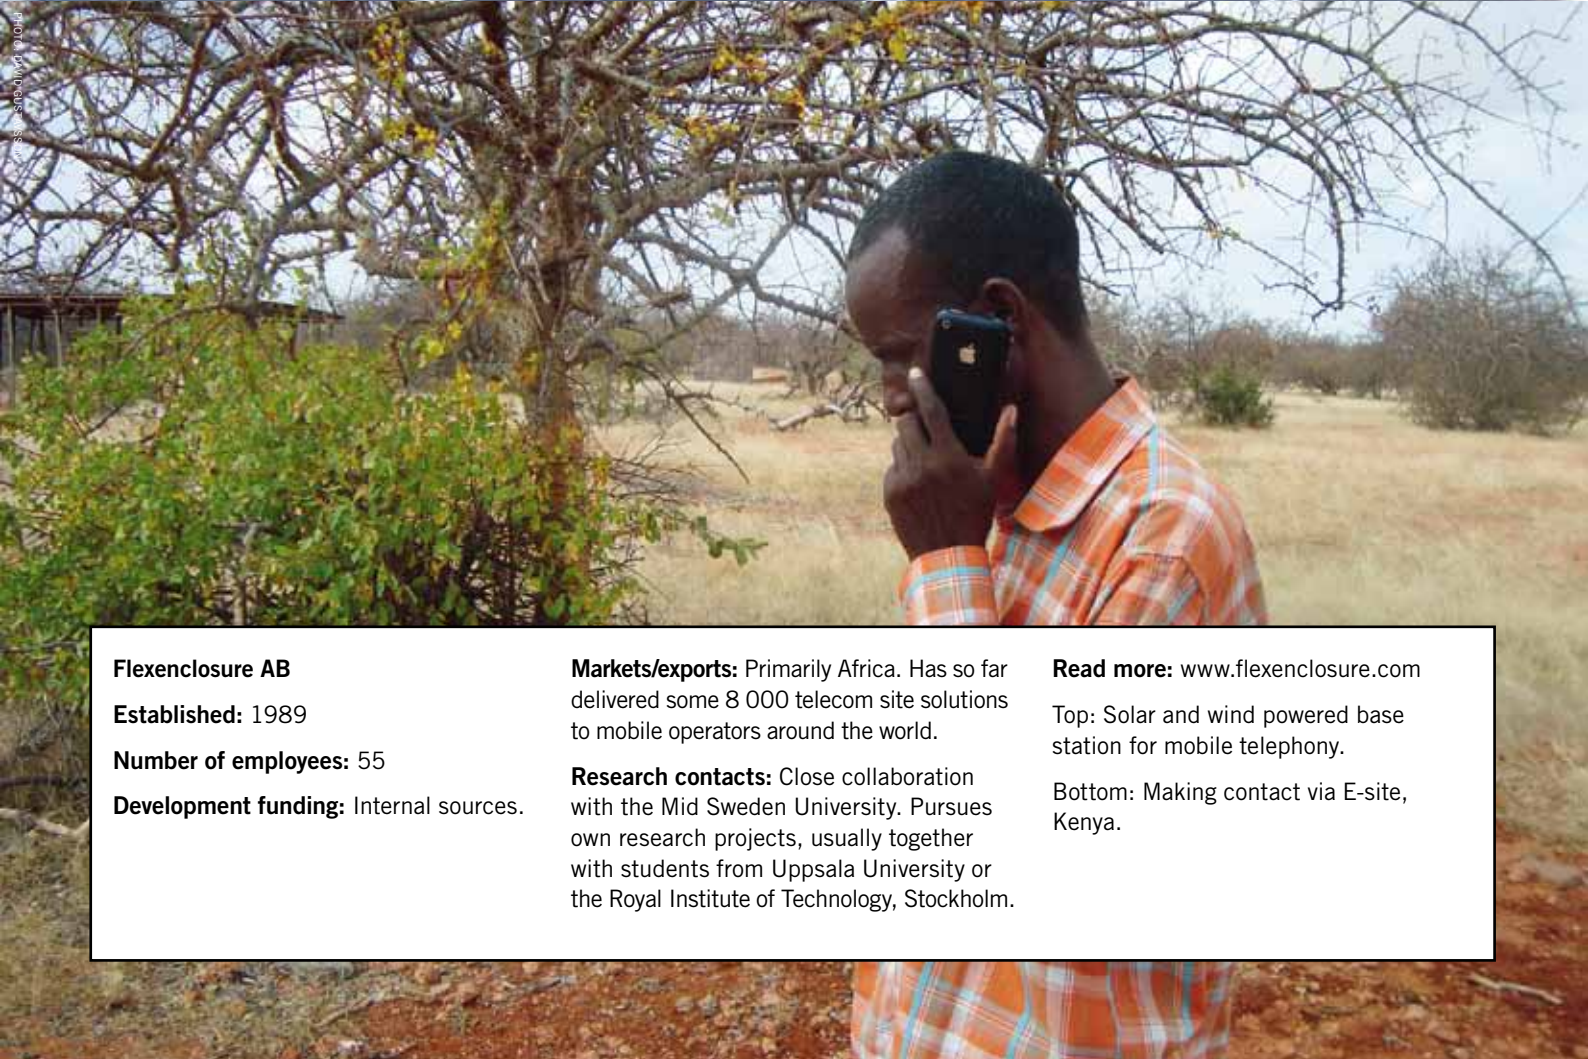 Flexenclosure AB
Established: 1989
Number of employees: 55
Development funding: Internal sources.
Markets/exports: Primarily Africa. Has so far
delivered some 8 000 telecom site solutions
to mobile operators around the world.
Research contacts: Close collaboration
with the Mid Sweden University. Pursues
own research projects, usually together
with students from Uppsala University or
the Royal Institute of Technology, Stockholm.
Read more: www.flexenclosure.com
Top: Solar and wind powered base
station for mobile telephony.
Bottom: Making contact via E-site,
Kenya.